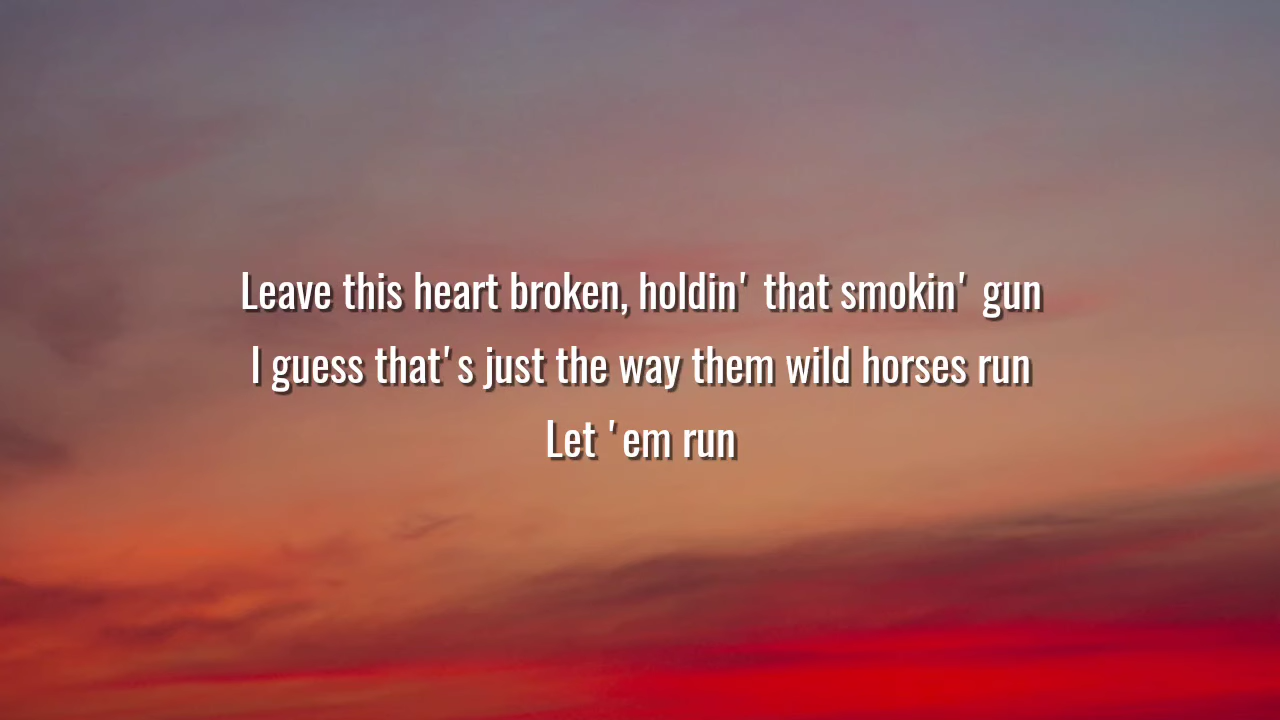 Leave this heart broken, holdin' that smokin' gun
I guess that's just the way them wild horses run
Let 'em run